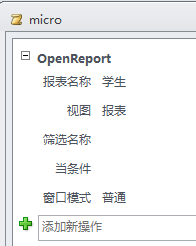 micro
OpenReport
报表名称 学生
视图 报表
筛选名称
当条件
窗口模式 普通
添加新操作